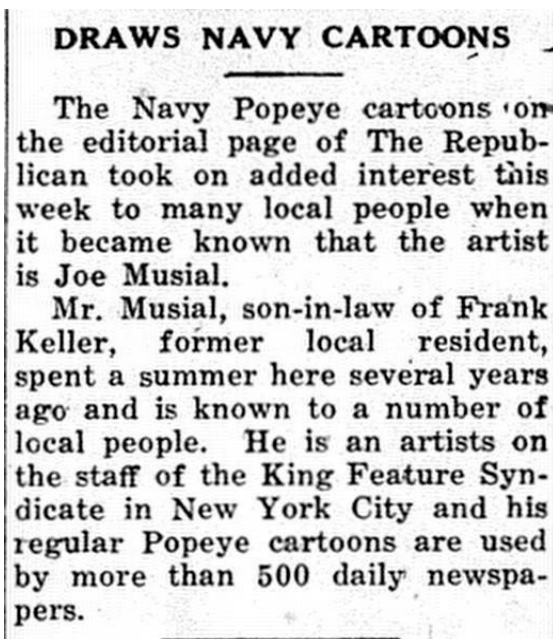 DRAWS NAVY CARTOONS
The Navy Popeye cartoons on
the editorial page of The Repub-
lican took on added interest this
week to many local people when
it became known that the artist
is Joe Musial.
Mr. Musial, son-in-law of Frank
Keller, former local resident,
spent a summer here several years
ago and is known to a number of
local people. He is an artists on
the staff of the King Feature Syn-
dicate in New York City and his
regular Popeye cartoons are used
by more than 500 daily newspa-
pers.